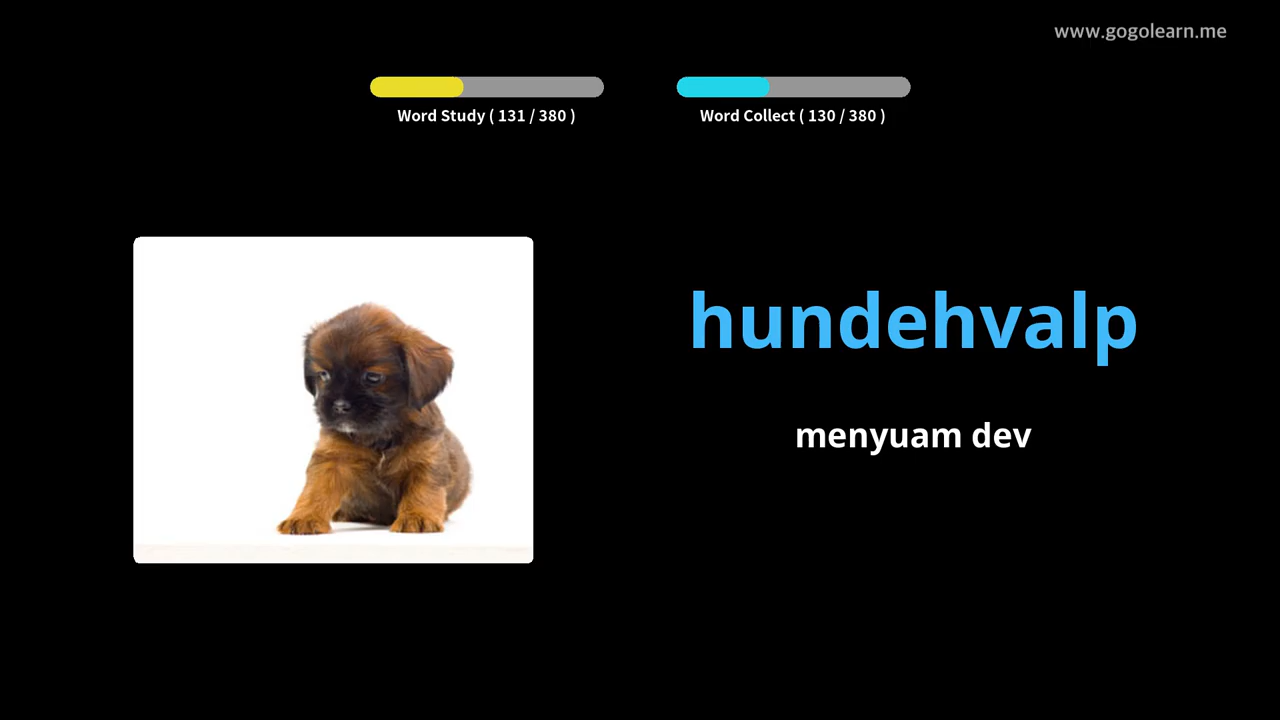 www.gogolearn.me
Word Study ( 131 / 380 )
Word Collect ( 130 / 380 )
hundehvalp
menyuam dev